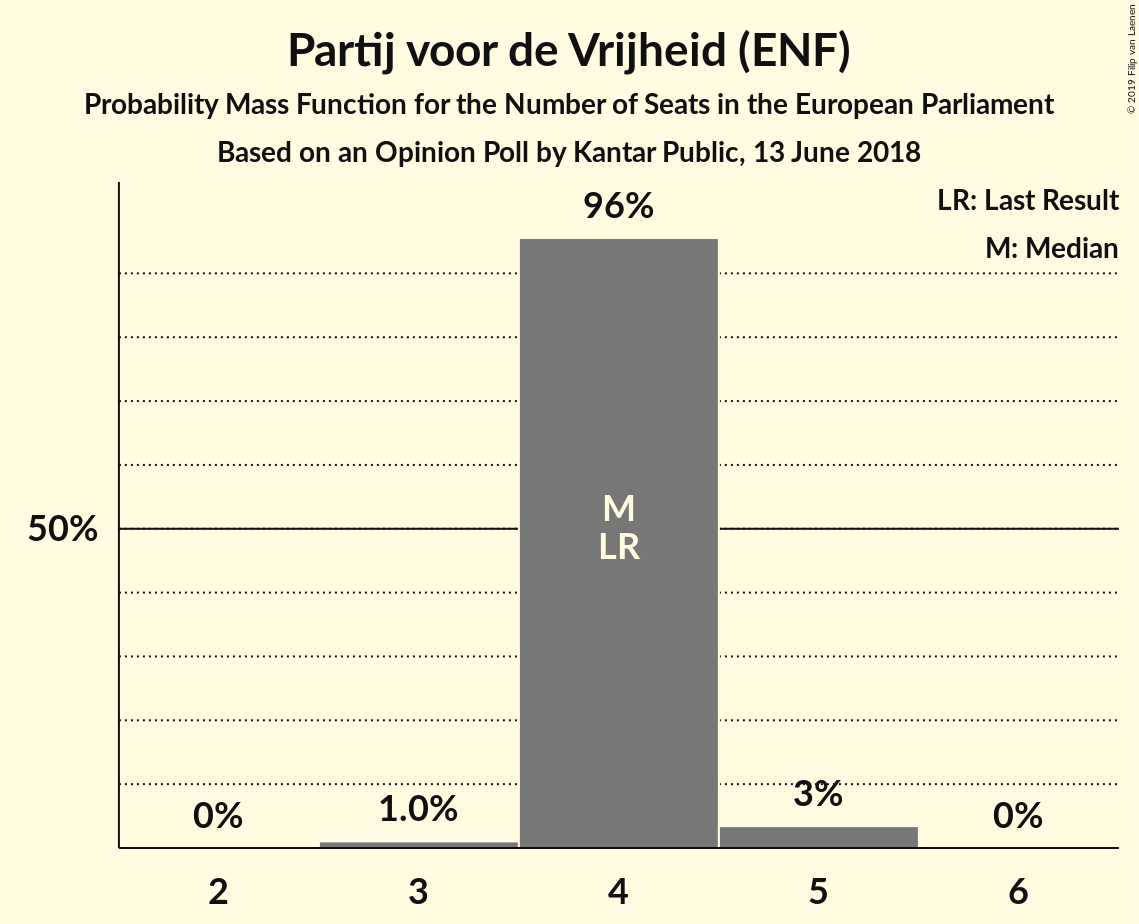 Partij voor de Vrijheid (ENF)
Probability Mass Function for the Number of Seats in the European Parliament
Based on an Opinion Poll by Kantar Public, 13 June 2018
© 2019 Filip van Laenen
LR: Last Result
M: Median
96%
50%
M
LR
0%
1.0%
3%
0%
2
3
4
5
6